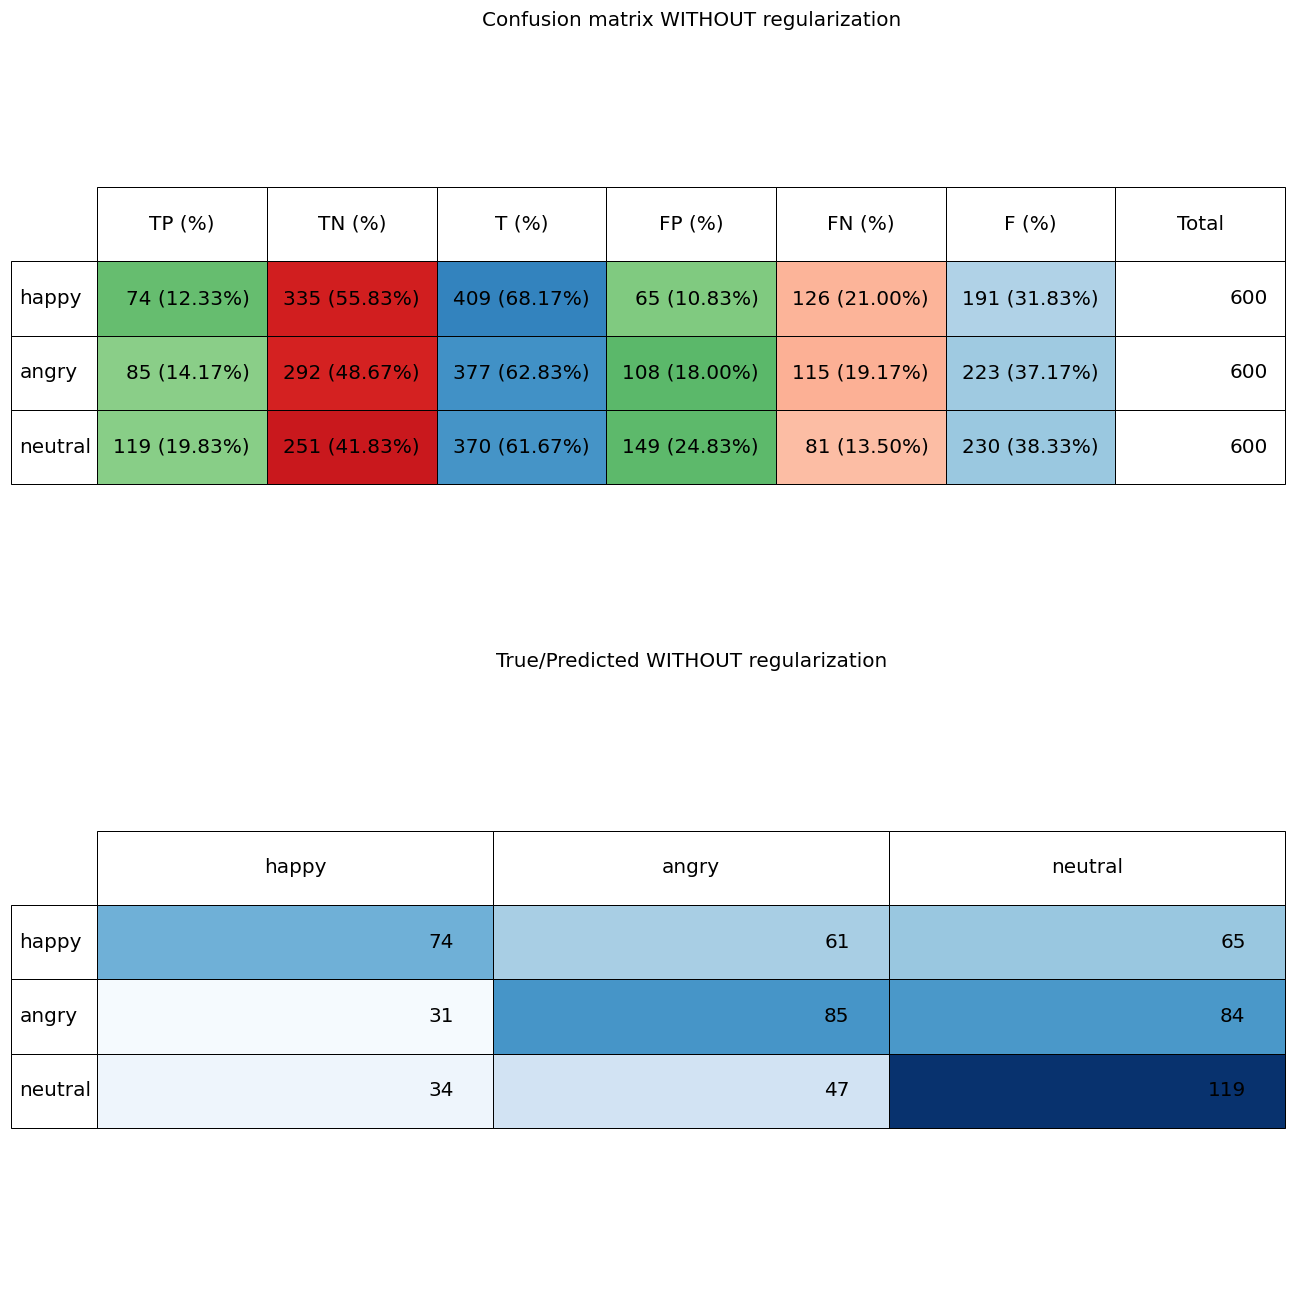 Confusion matrix WITHOUT regularization
TP (%) TN (%) T (%) FP (%) FN (%) F (%) Total
happy 74 (12.33%) 335 (55.83%) 409 (68.17%) 65 (10.83%) 126 (21.00%) 191 (31.83%) 600
angry 85 (14.17%) 292 (48.67%) 377 (62.83%) 108 (18.00%) 115 (19.17%) 223 (37.17%) 600
neutral 119 (19.83%) 251 (41.83%) 370 (61.67%) 149 (24.83%) 81 (13.50%) 230 (38.33%) 600
True/Predicted WITHOUT regularization
happy angry neutral
happy 74 61 65
angry 31 85 84
neutral 34 47 119